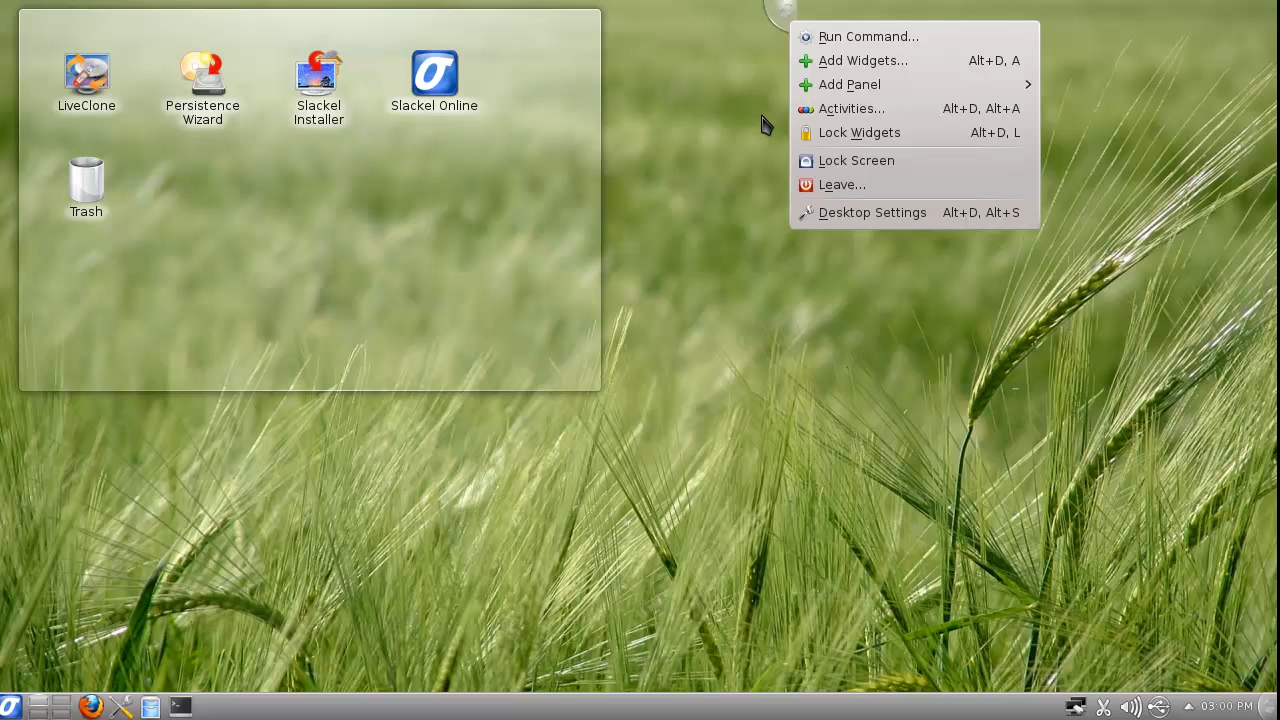 LiveClone
Persistence
Wizard
Slackel
Installer
Slackel Online
Trash
Run Command...
Add Widgets... Alt+D, A
Add Panel
Activities... Alt+D, Alt+A
Lock Widgets Alt+D, L
Lock Screen
Leave...
Desktop Settings Alt+D, Alt+S
03:00 PM